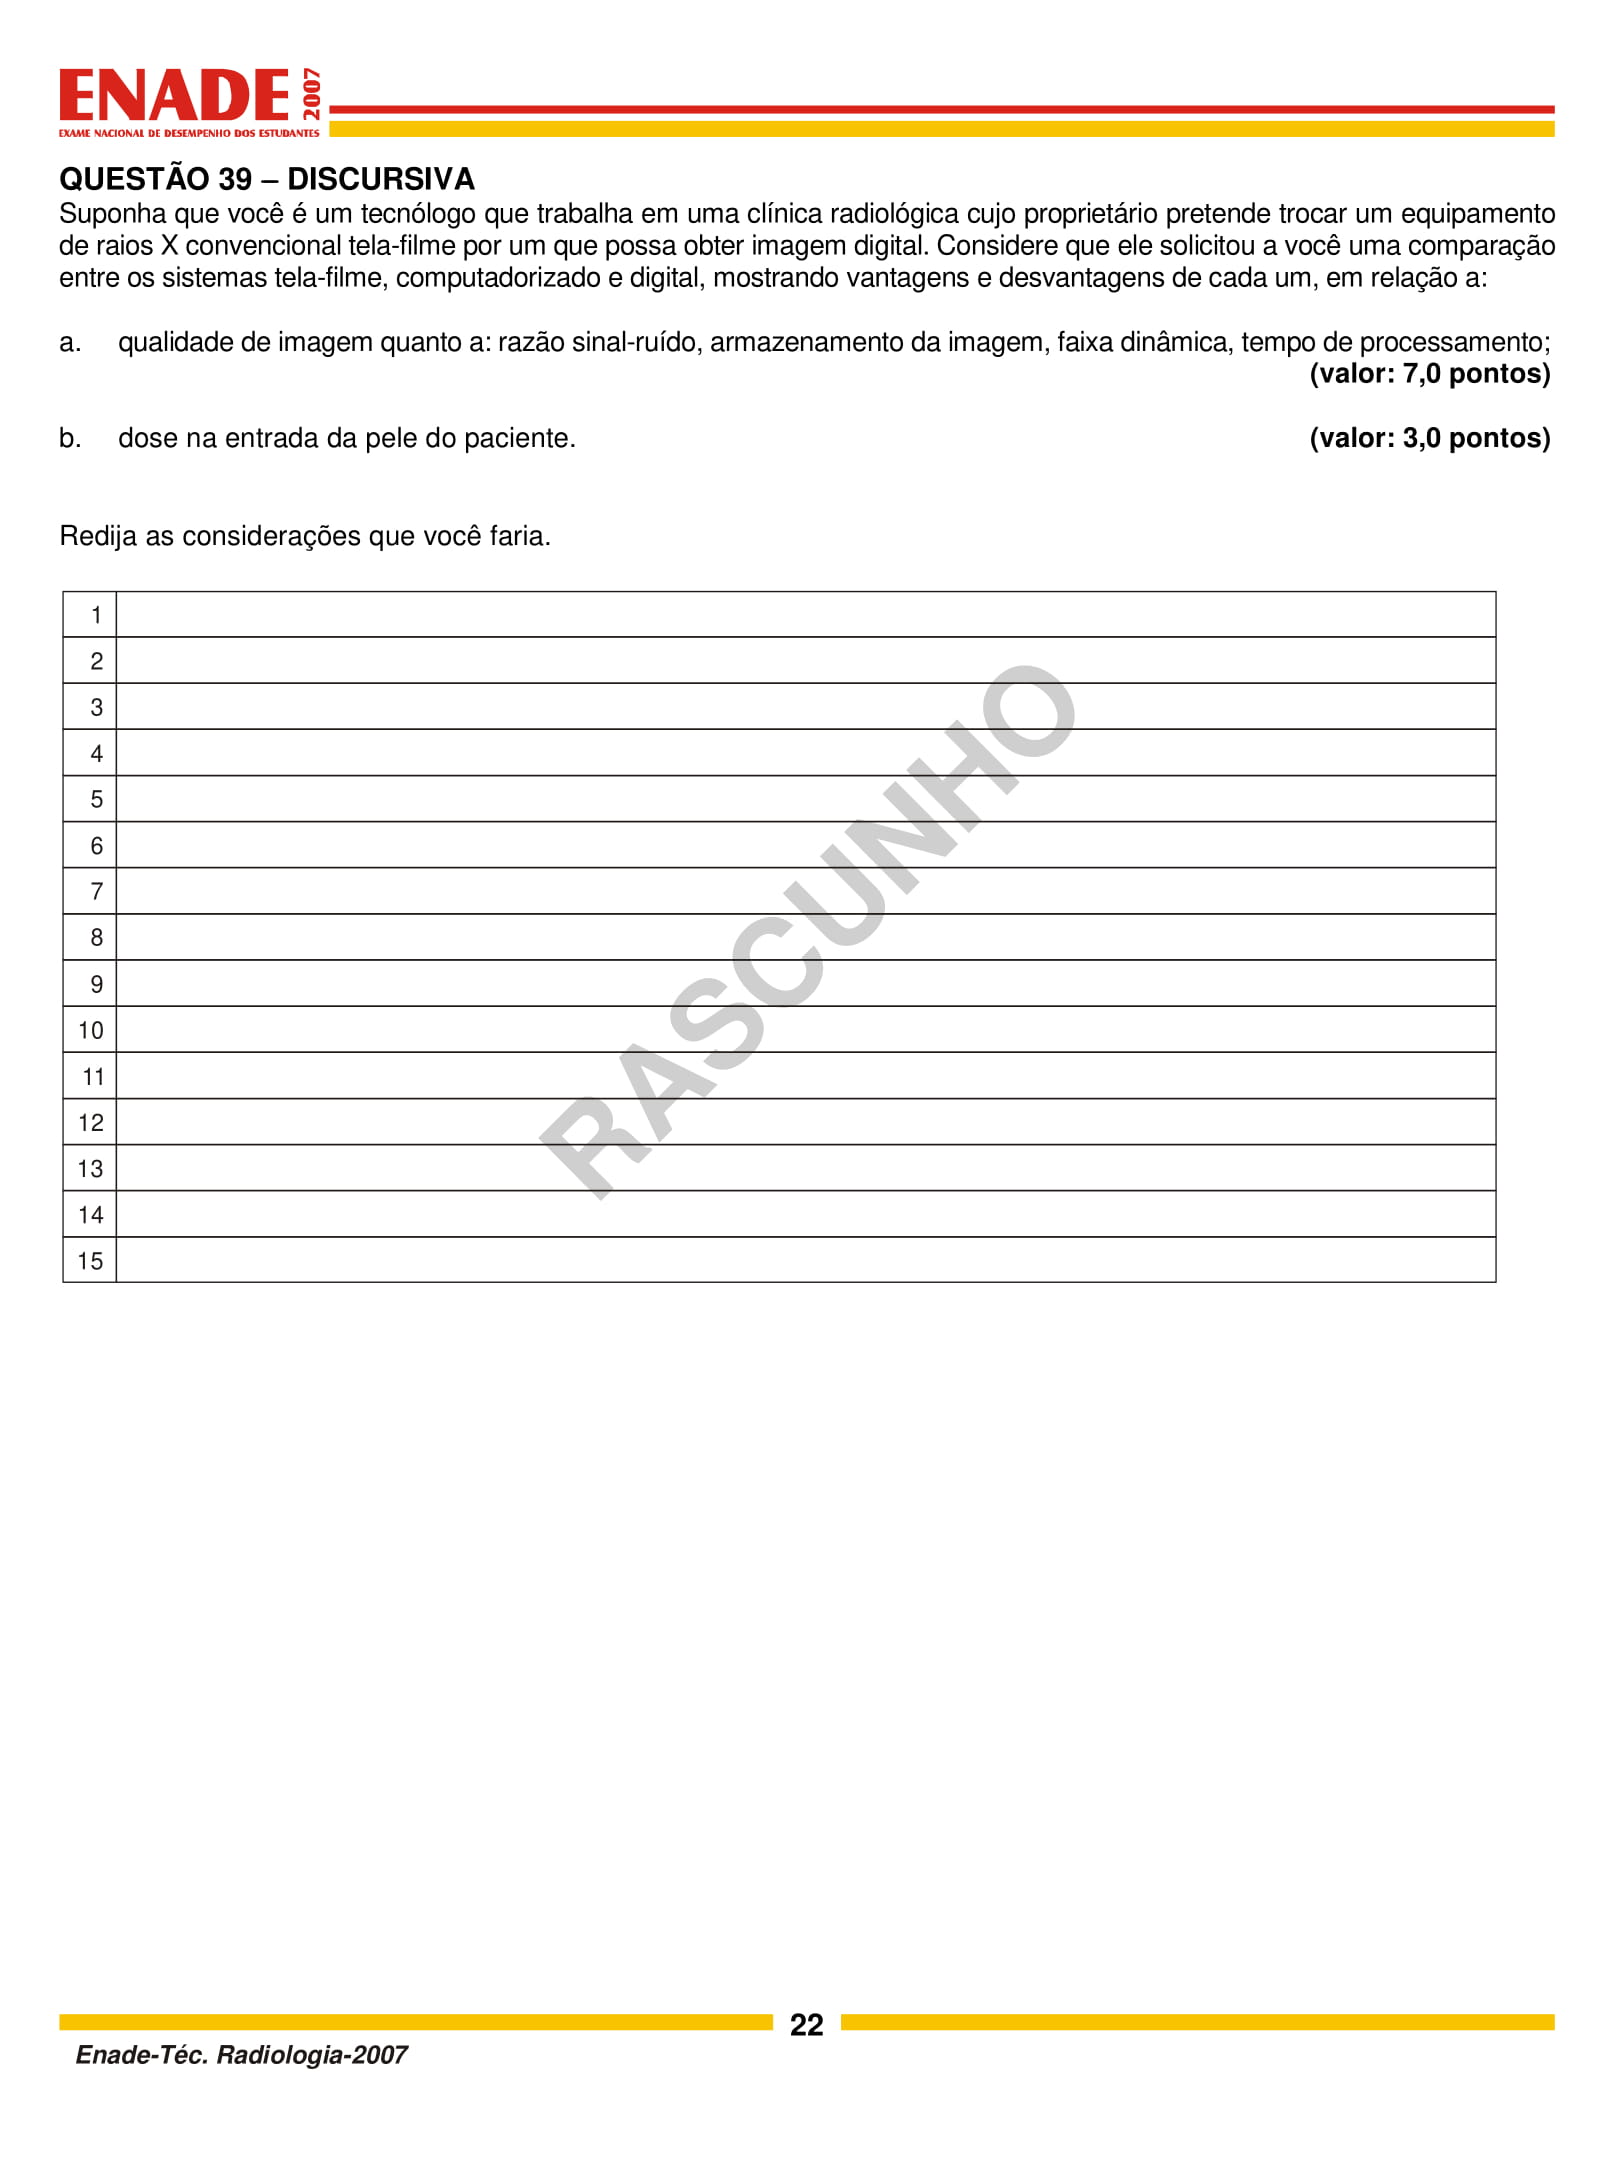 ENADE 2007
EXAME NACIONAL DE DESEMPENHO DOS ESTUDANTES
QUESTÃO 39 – DISCURSIVA
Suponha que você é um tecnólogo que trabalha em uma clínica radiológica cujo proprietário pretende trocar um equipamento
de raios X convencional tela-filme por um que possa obter imagem digital. Considere que ele solicitou a você uma comparação
entre os sistemas tela-filme, computadorizado e digital, mostrando vantagens e desvantagens de cada um, em relação a:
a. qualidade de imagem quanto a: razão sinal-ruído, armazenamento da imagem, faixa dinâmica, tempo de processamento;
(valor: 7,0 pontos)
b. dose na entrada da pele do paciente. (valor: 3,0 pontos)
Redija as considerações que você faria.
1
2
3
4
5
6
7
8
9
10
11
12
13
14
15
RASCUNHO
22
Enade-Téc. Radiologia-2007